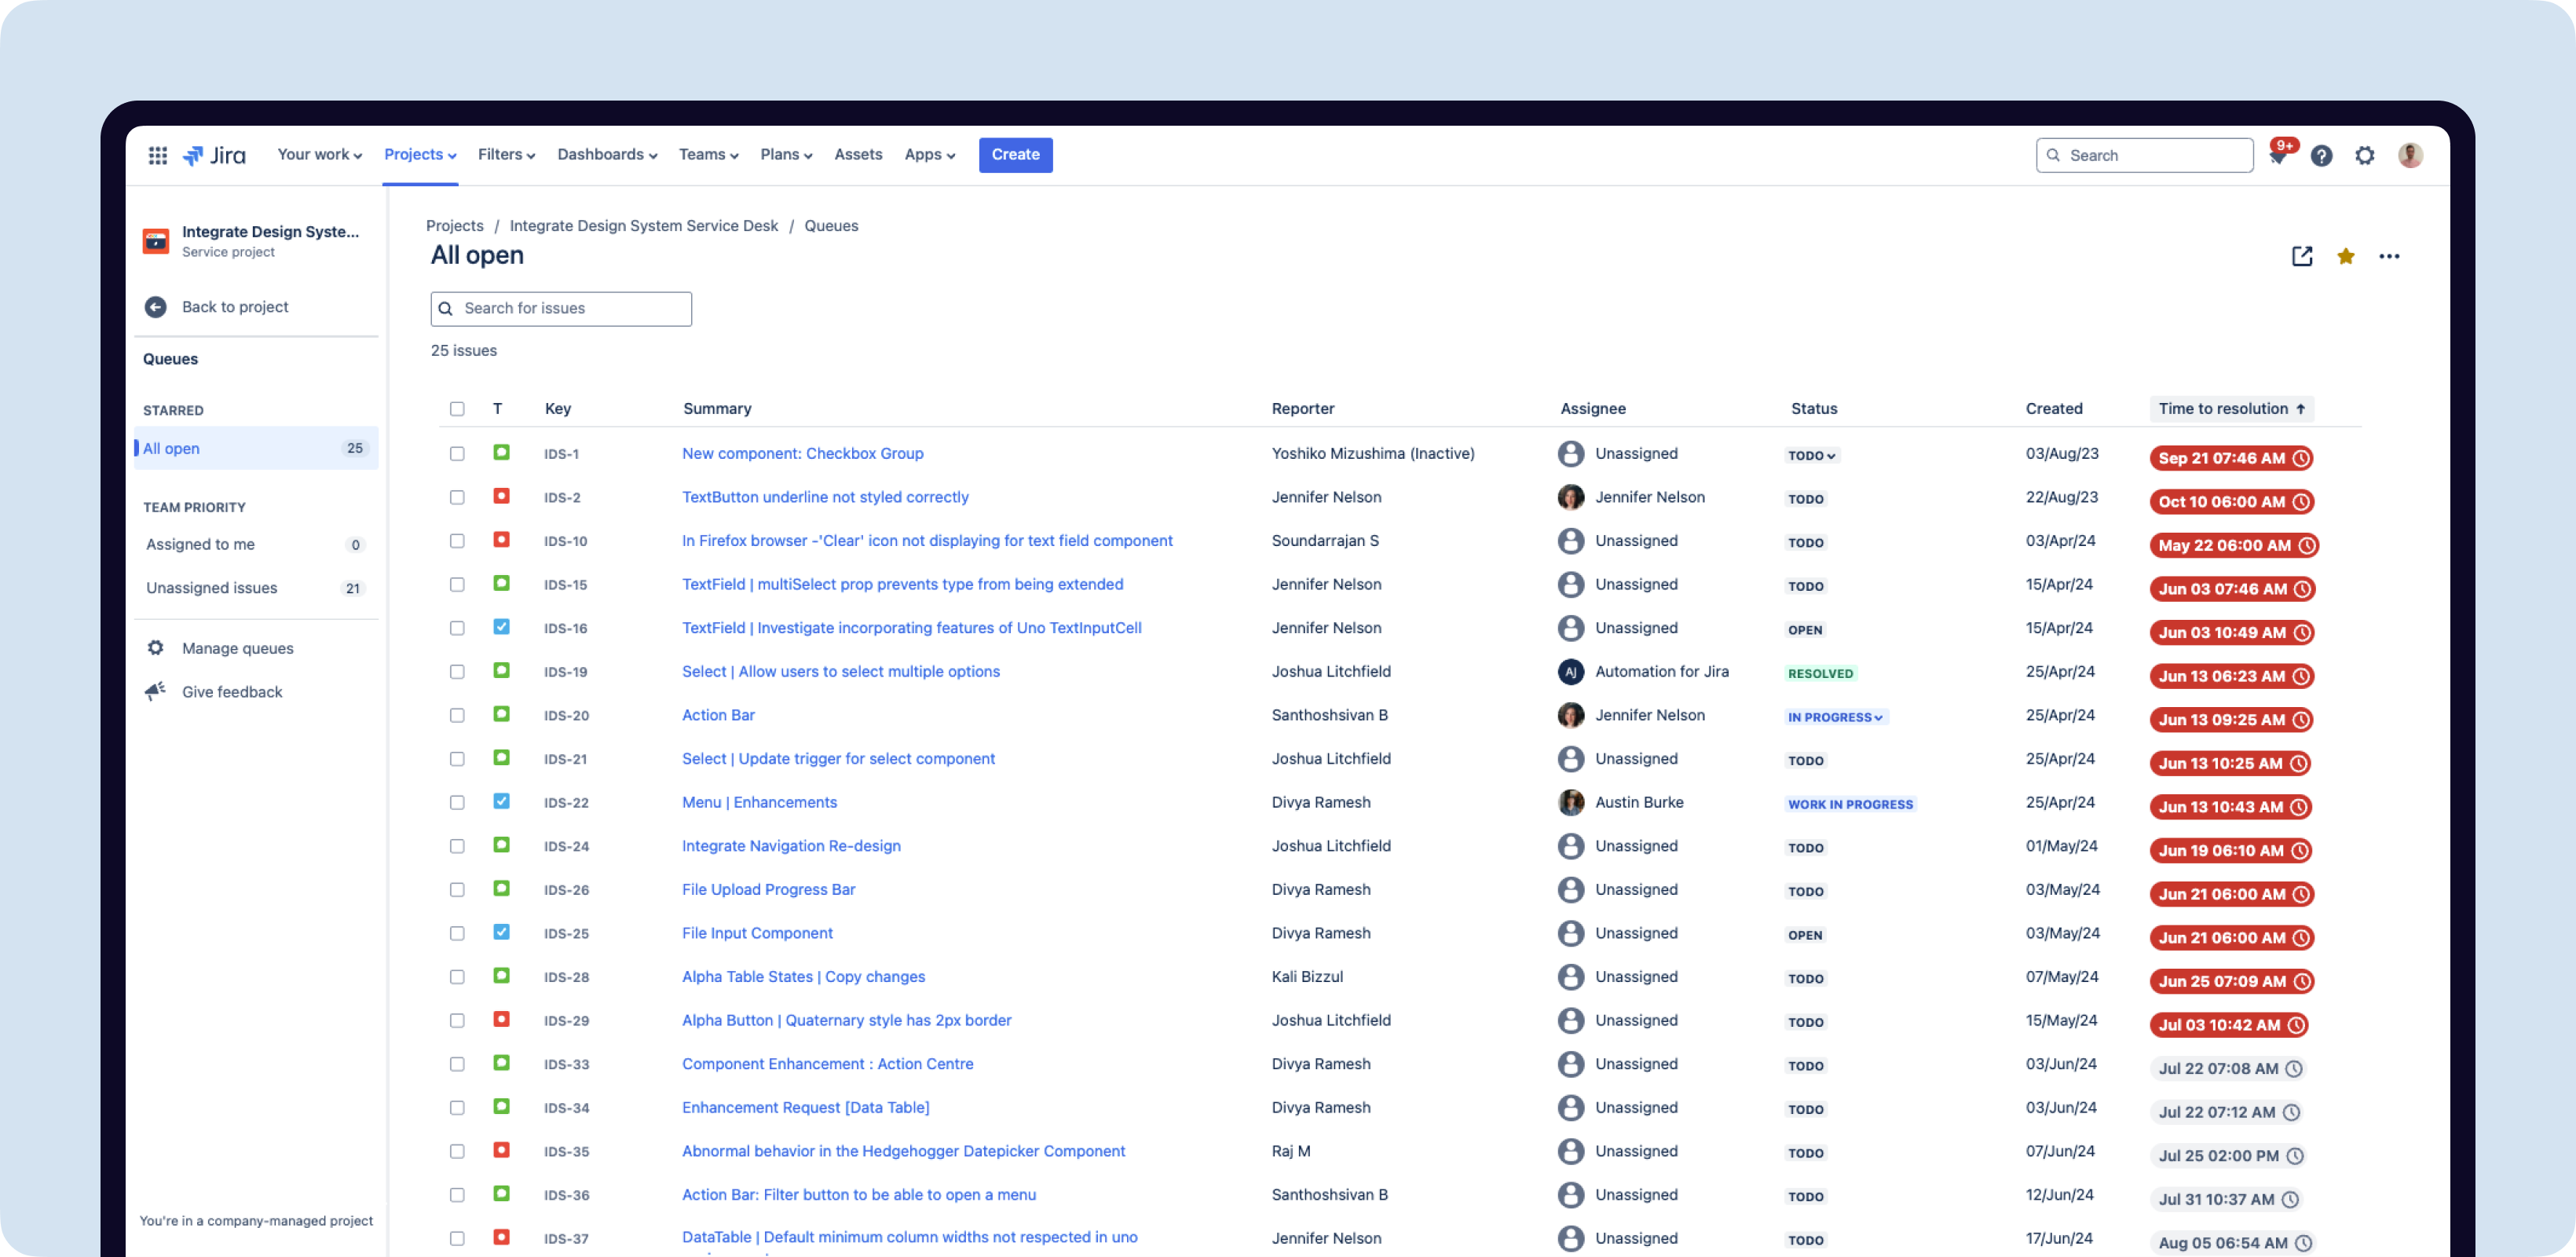 Jira Your work Projects Filters Dashboards Teams Plans Assets Apps Create Search 9+
Integrate Design Syste...
Service project
Back to project
Queues
STARRED
All open 25
TEAM PRIORITY
Assigned to me 0
Unassigned issues 21
Manage queues
Give feedback
You're in a company-managed project
Projects / Integrate Design System Service Desk / Queues
All open
Search for issues
25 issues
T Key Summary Reporter Assignee Status Created Time to resolution
IDS-1 New component: Checkbox Group Yoshiko Mizushima (Inactive) Unassigned TODO 03/Aug/23 Sep 21 07:46 AM
IDS-2 TextButton underline not styled correctly Jennifer Nelson Jennifer Nelson TODO 22/Aug/23 Oct 10 06:00 AM
IDS-10 In Firefox browser -'Clear' icon not displaying for text field component Soundarrajan S Unassigned TODO 03/Apr/24 May 22 06:00 AM
IDS-15 TextField | multiSelect prop prevents type from being extended Jennifer Nelson Unassigned TODO 15/Apr/24 Jun 03 07:46 AM
IDS-16 TextField | Investigate incorporating features of Uno TextInputCell Jennifer Nelson Unassigned OPEN 15/Apr/24 Jun 03 10:49 AM
IDS-19 Select | Allow users to select multiple options Joshua Litchfield AJ Automation for Jira RESOLVED 25/Apr/24 Jun 13 06:23 AM
IDS-20 Action Bar Santhoshsivan B Jennifer Nelson IN PROGRESS 25/Apr/24 Jun 13 09:25 AM
IDS-21 Select | Update trigger for select component Joshua Litchfield Unassigned TODO 25/Apr/24 Jun 13 10:25 AM
IDS-22 Menu | Enhancements Divya Ramesh Austin Burke WORK IN PROGRESS 25/Apr/24 Jun 13 10:43 AM
IDS-24 Integrate Navigation Re-design Joshua Litchfield Unassigned TODO 01/May/24 Jun 19 06:10 AM
IDS-26 File Upload Progress Bar Divya Ramesh Unassigned TODO 03/May/24 Jun 21 06:00 AM
IDS-25 File Input Component Divya Ramesh Unassigned OPEN 03/May/24 Jun 21 06:00 AM
IDS-28 Alpha Table States | Copy changes Kali Bizzul Unassigned TODO 07/May/24 Jun 25 07:09 AM
IDS-29 Alpha Button | Quaternary style has 2px border Joshua Litchfield Unassigned TODO 15/May/24 Jul 03 10:42 AM
IDS-33 Component Enhancement : Action Centre Divya Ramesh Unassigned TODO 03/Jun/24 Jul 22 07:08 AM
IDS-34 Enhancement Request [Data Table] Divya Ramesh Unassigned TODO 03/Jun/24 Jul 22 07:12 AM
IDS-35 Abnormal behavior in the Hedgehogger Datepicker Component Raj M Unassigned TODO 07/Jun/24 Jul 25 02:00 PM
IDS-36 Action Bar: Filter button to be able to open a menu Santhoshsivan B Unassigned TODO 12/Jun/24 Jul 31 10:37 AM
IDS-37 DataTable | Default minimum column widths not respected in uno Jennifer Nelson Unassigned TODO 17/Jun/24 Aug 05 06:54 AM